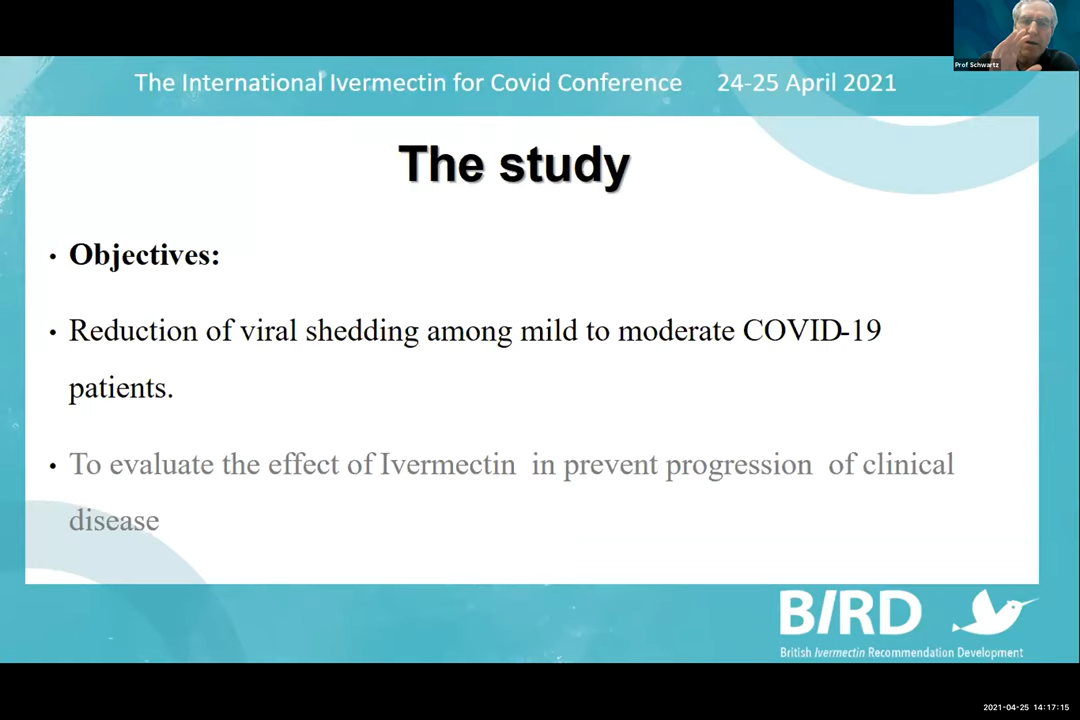 Prof Schwartz
The International Ivermectin for Covid Conference 24-25 April 2021
The study
• Objectives:
• Reduction of viral shedding among mild to moderate COVID-19
patients.
• To evaluate the effect of Ivermectin in prevent progression of clinical
disease
BIRD
British Ivermectin Recommendation Development
2021-04-25 14:17:15